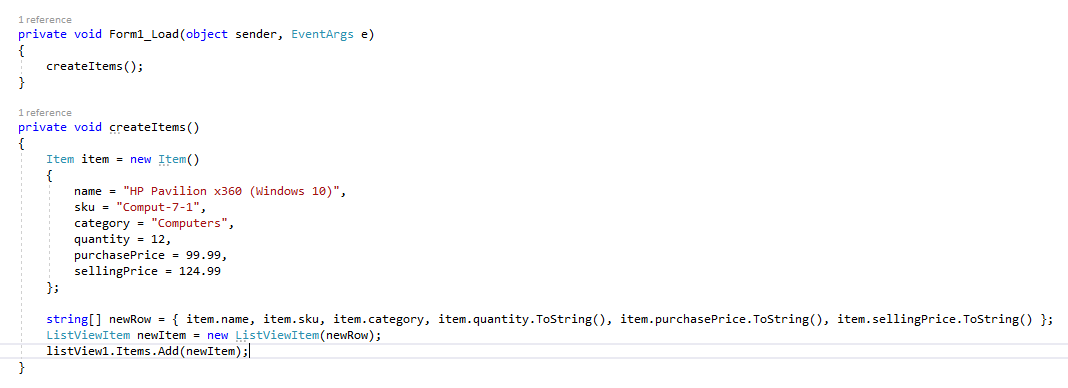 1 reference
private void Form1_Load(object sender, EventArgs e)
{
createItems();
}
1 reference
private void createItems()
{
Item item = new Item()
{
name = "HP Pavilion x360 (Windows 10)",
sku = "Comput-7-1",
category = "Computers",
quantity = 12,
purchasePrice = 99.99,
sellingPrice = 124.99
};
string[] newRow = { item.name, item.sku, item.category, item.quantity.ToString(), item.purchasePrice.ToString(), item.sellingPrice.ToString() };
ListViewItem newItem = new ListViewItem(newRow);
listView1.Items.Add(newItem);
}